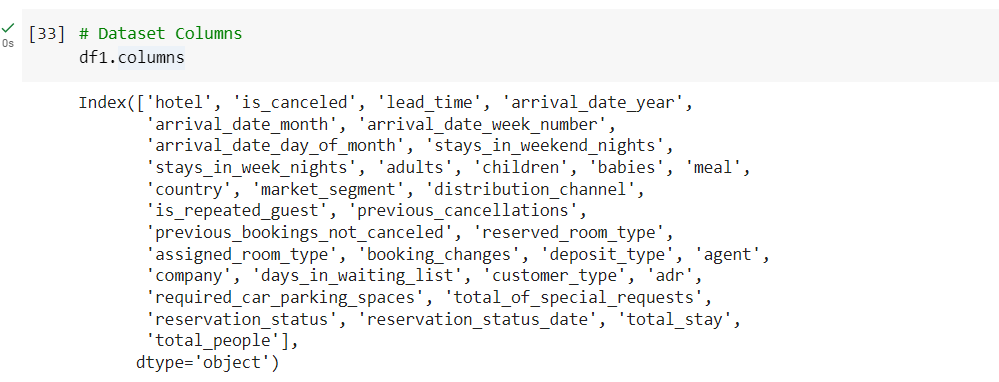 [33] # Dataset Columns
0s
df1.columns
Index(['hotel', 'is_canceled', 'lead_time', 'arrival_date_year',
'arrival_date_month', 'arrival_date_week_number',
'arrival_date_day_of_month', 'stays_in_weekend_nights',
'stays_in_week_nights', 'adults', 'children', 'babies', 'meal',
'country', 'market_segment', 'distribution_channel',
'is_repeated_guest', 'previous_cancellations',
'previous_bookings_not_canceled', 'reserved_room_type',
'assigned_room_type', 'booking_changes', 'deposit_type', 'agent',
'company', 'days_in_waiting_list', 'customer_type', 'adr',
'required_car_parking_spaces', 'total_of_special_requests',
'reservation_status', 'reservation_status_date', 'total_stay',
'total_people'],
dtype='object')